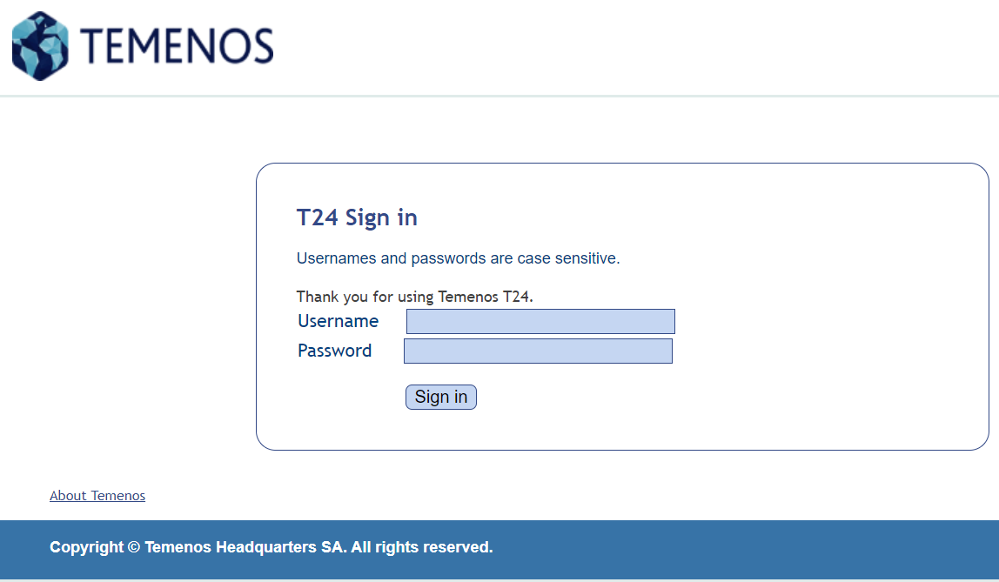 TEMENOS
T24 Sign in
Usernames and passwords are case sensitive.
Thank you for using Temenos T24.
Username
Password
Sign in
About Temenos
Copyright © Temenos Headquarters SA. All rights reserved.